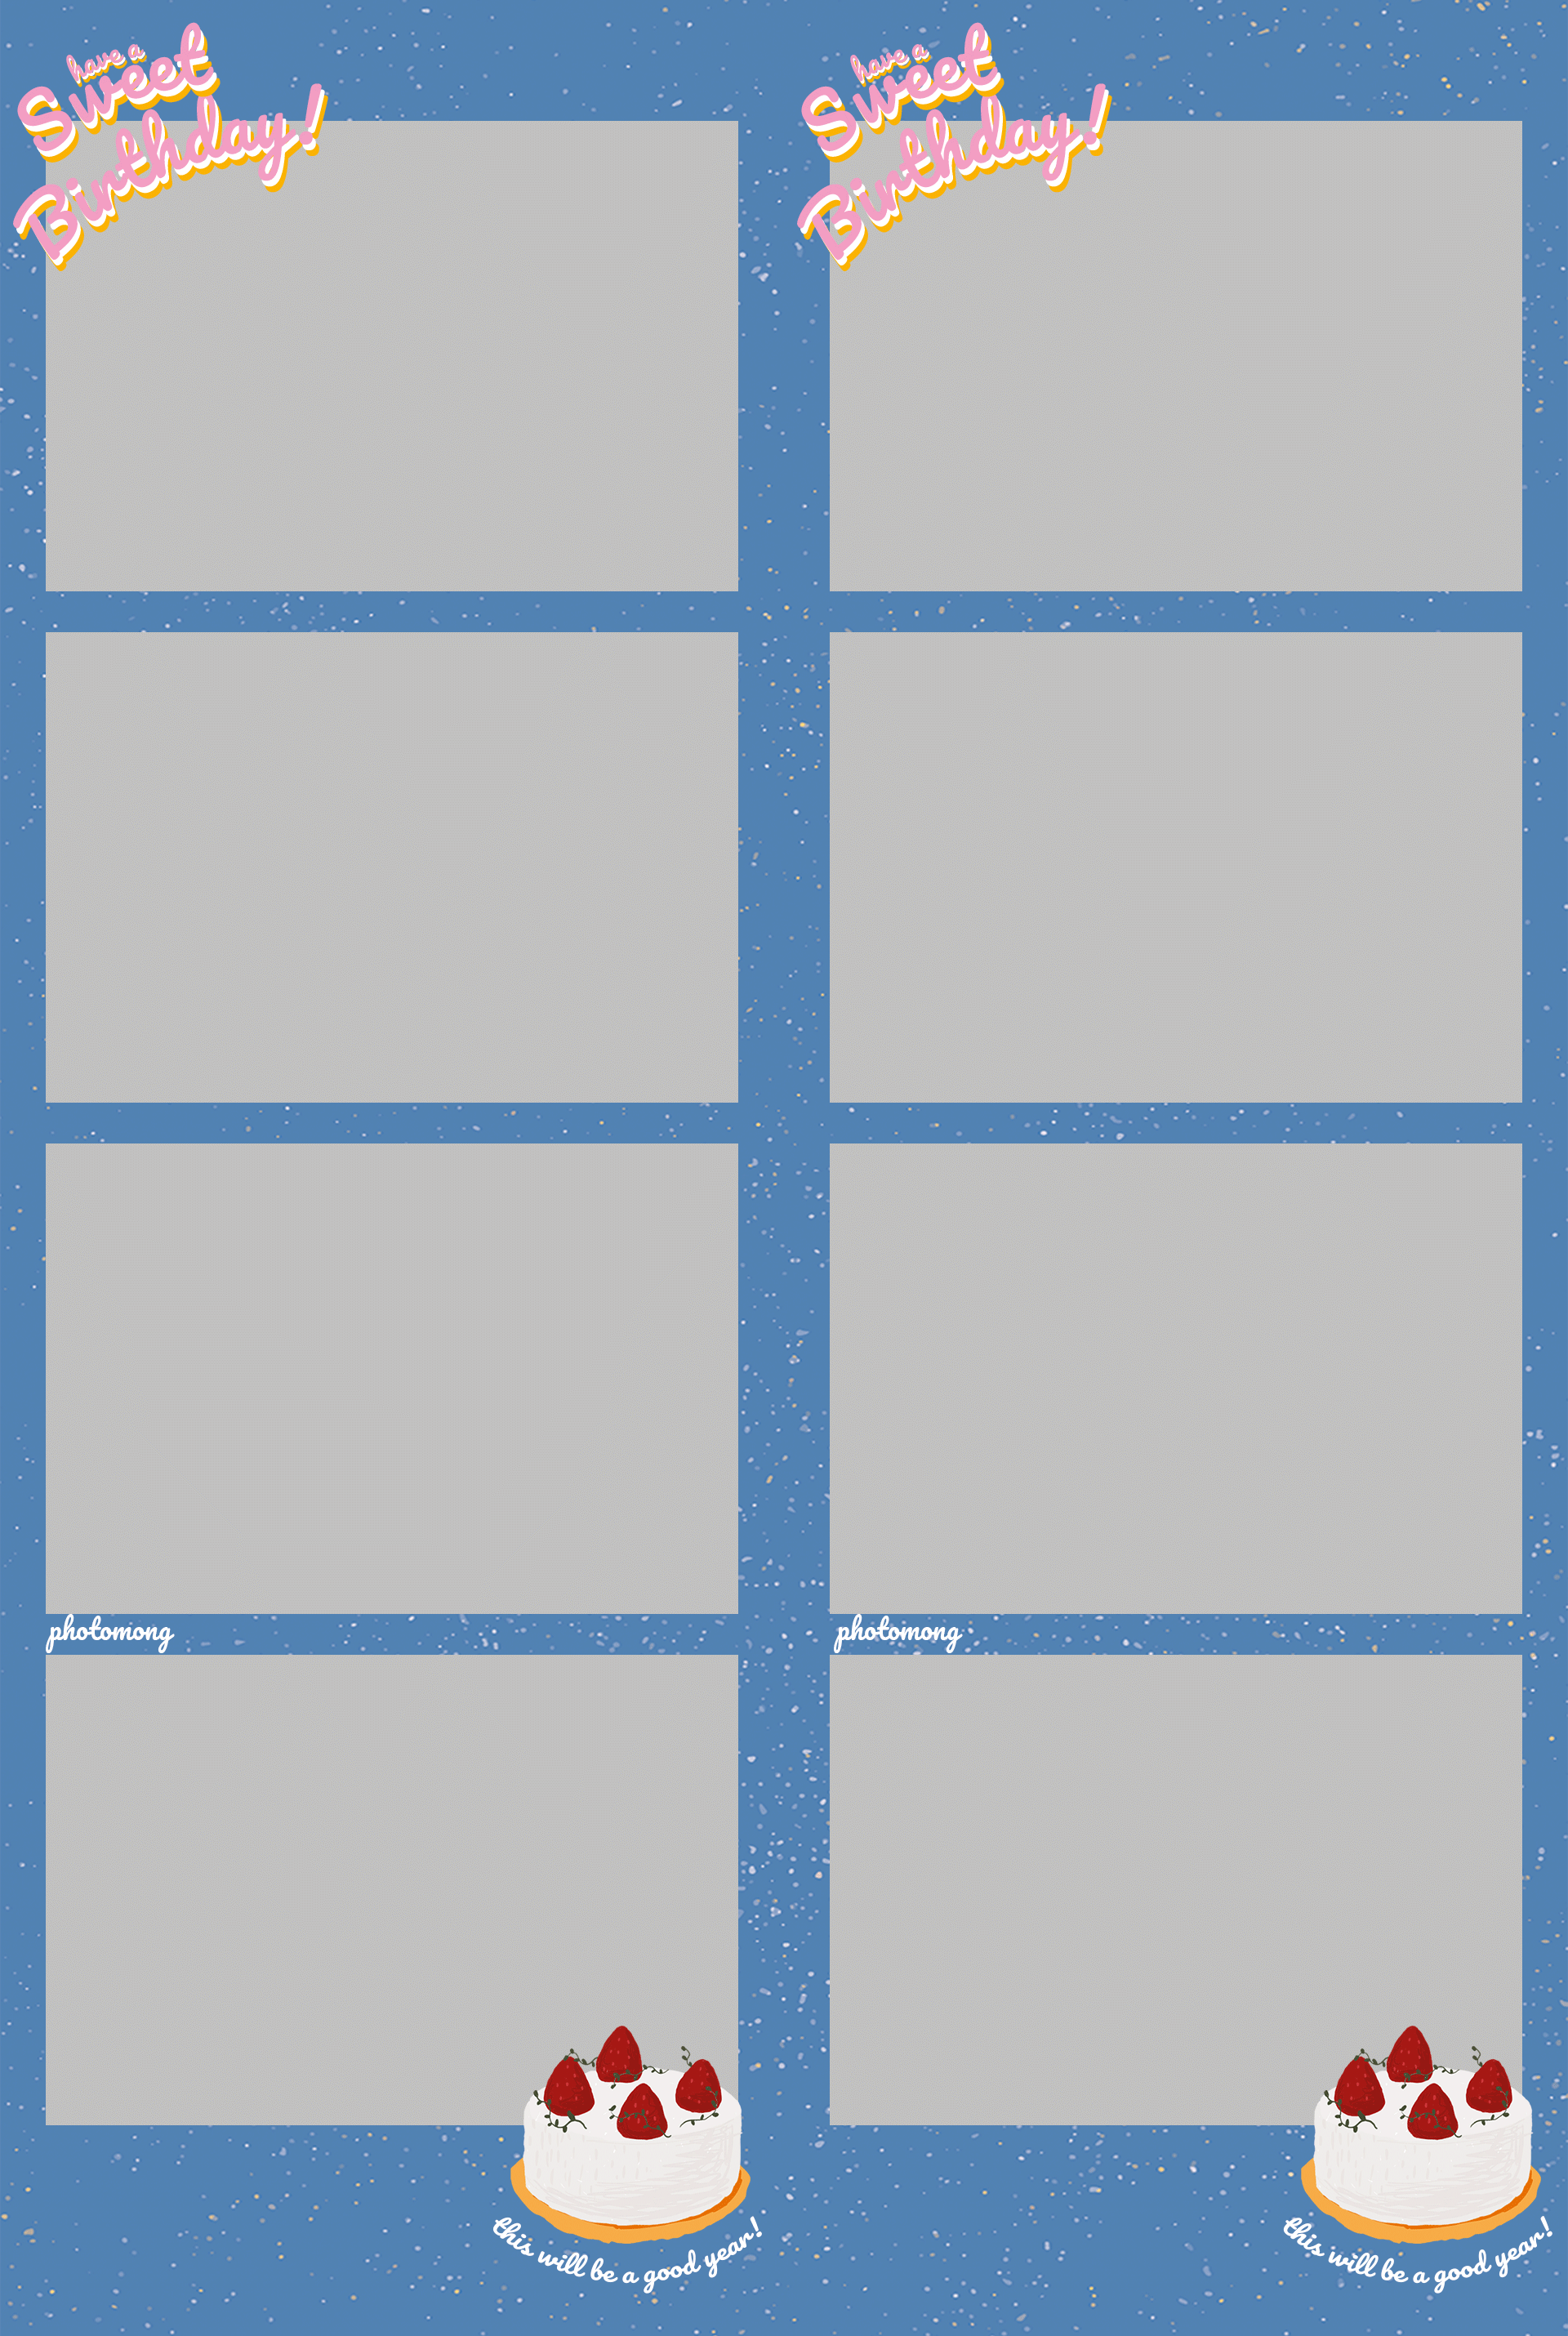 have a
Sweet
Birthday!
have a
Sweet
Birthday!
photomong
photomong
this will be a good year!
this will be a good year!